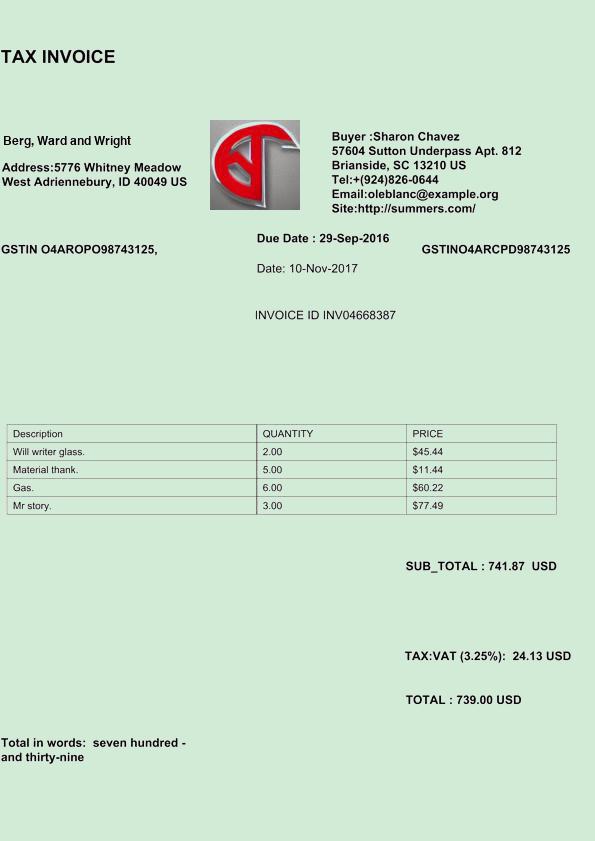 TAX INVOICE
Berg, Ward and Wright
Address:5776 Whitney Meadow
West Adriennebury, ID 40049 US
Buyer :Sharon Chavez
57604 Sutton Underpass Apt. 812
Brianside, SC 13210 US
Tel:+(924)826-0644
Email:oleblanc@example.org
Site:http://summers.com/
GSTIN O4AROPO98743125,
Due Date : 29-Sep-2016
GSTINO4ARCPD98743125
Date: 10-Nov-2017
INVOICE ID INV04668387
Description QUANTITY PRICE
Will writer glass. 2.00 $45.44
Material thank. 5.00 $11.44
Gas. 6.00 $60.22
Mr story. 3.00 $77.49
SUB_TOTAL : 741.87 USD
TAX:VAT (3.25%): 24.13 USD
TOTAL : 739.00 USD
Total in words: seven hundred -
and thirty-nine